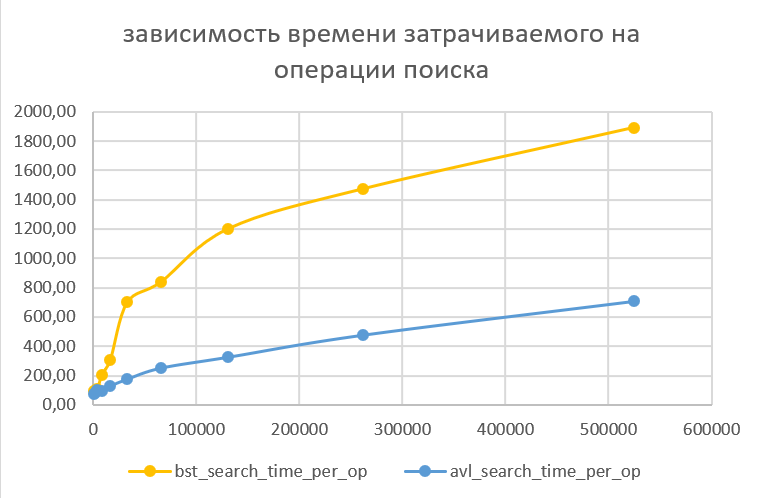 зависимость времени затрачиваемого на
операции поиска
2000,00
1800,00
1600,00
1400,00
1200,00
1000,00
800,00
600,00
400,00
200,00
0,00
0 100000 200000 300000 400000 500000 600000
bst_search_time_per_op avl_search_time_per_op